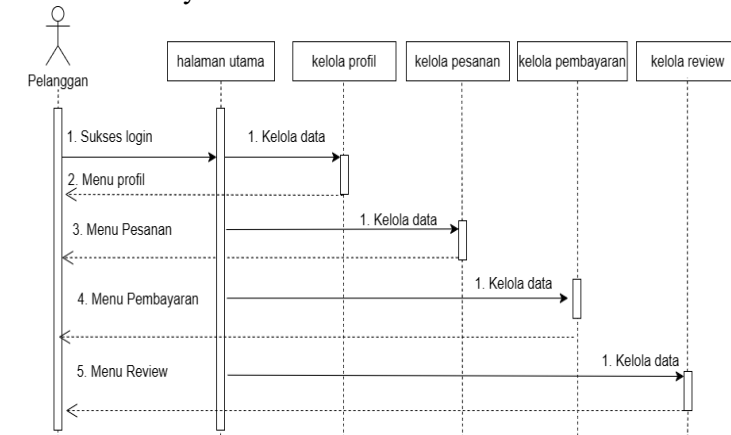 Pelanggan
halaman utama
kelola profil
kelola pesanan
kelola pembayaran
kelola review
1. Sukses login
1. Kelola data
2. Menu profil
1. Kelola data
3. Menu Pesanan
1. Kelola data
4. Menu Pembayaran
1. Kelola data
5. Menu Review